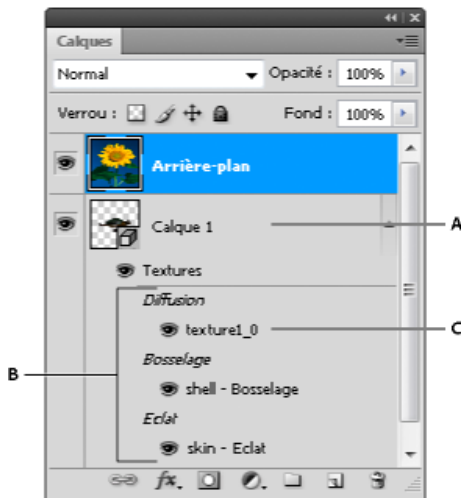 Calques
Normal Opacité : 100%
Verrou : Fond : 100%
Arrière-plan
Calque 1 A
Textures
Diffusion
texture1_0 C
Bosselage
B
shell - Bosselage
Eclat
skin - Eclat
fx.